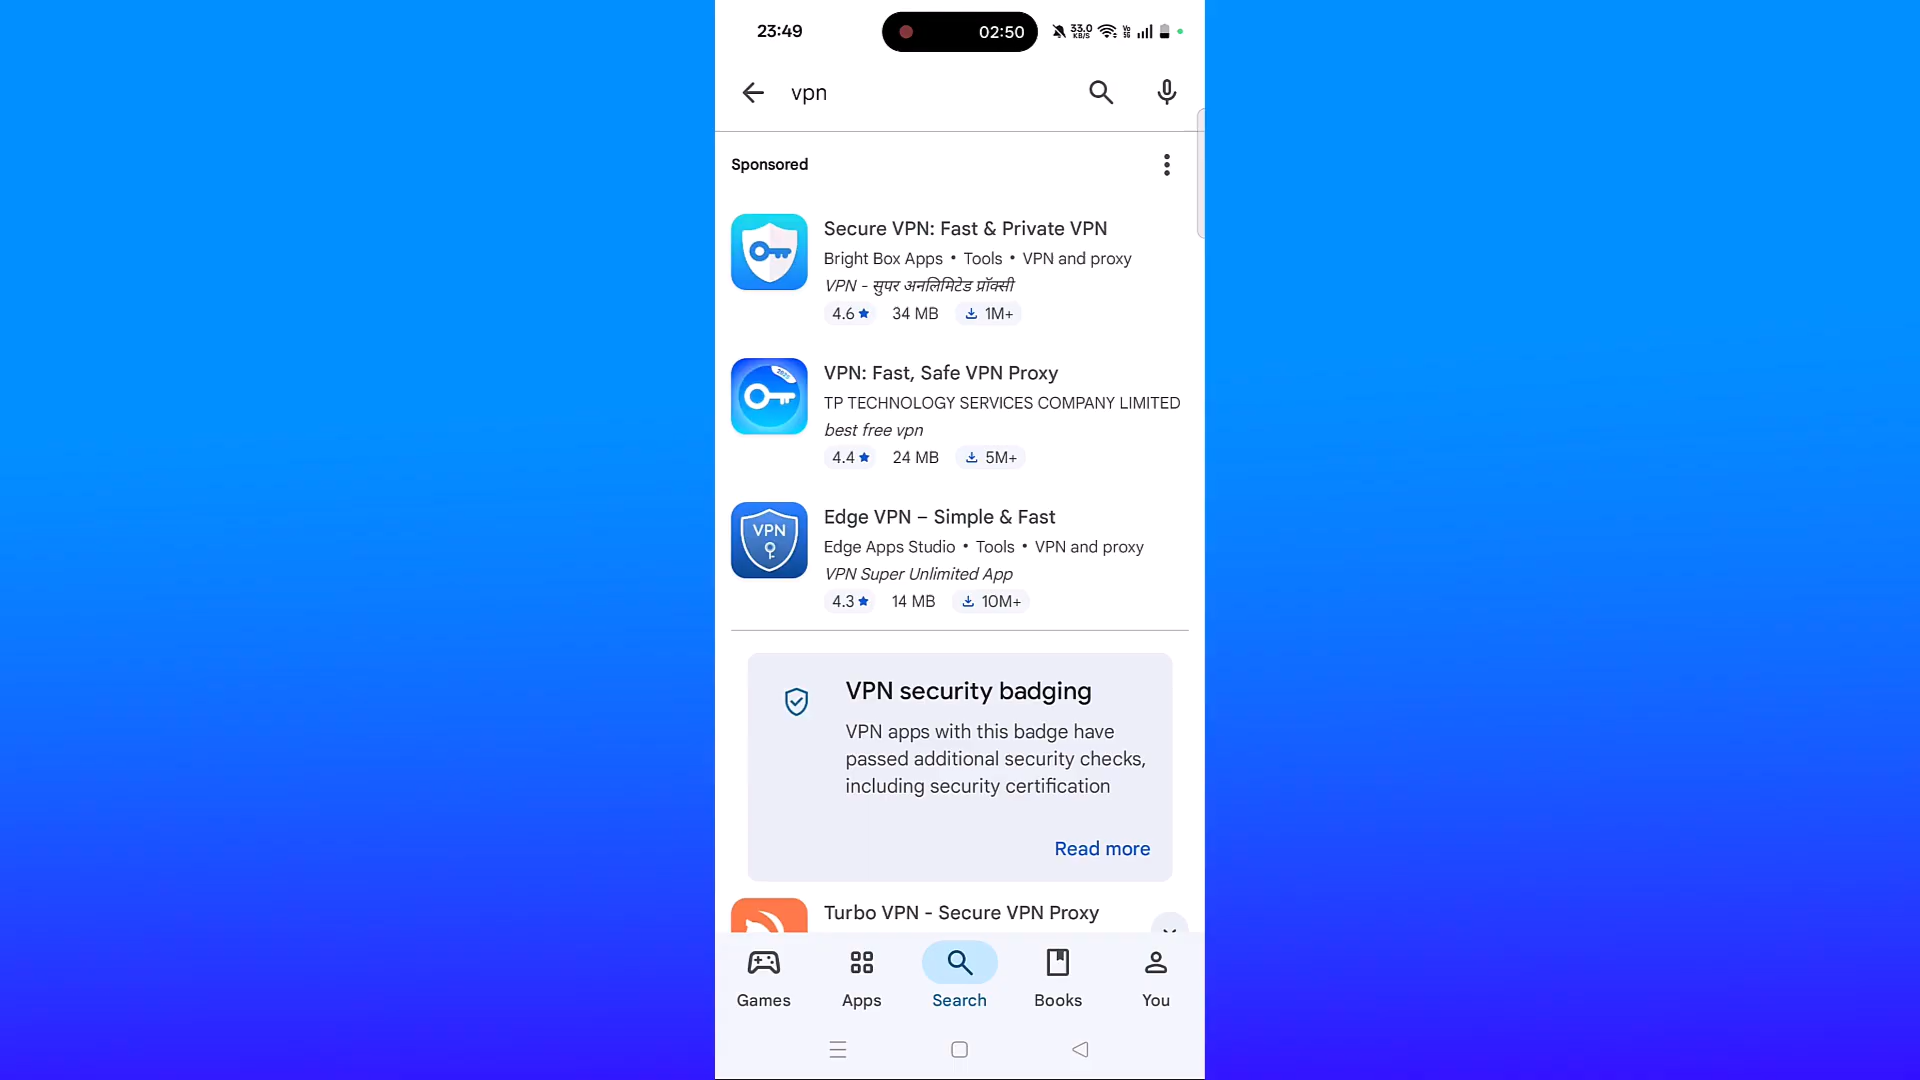 23:49
02:50
33.0
KB/S
vpn
Sponsored
Secure VPN: Fast & Private VPN
Bright Box Apps • Tools • VPN and proxy
VPN - सुपर अनलिमिटेड प्रॉक्सी
4.6 ★ 34 MB 1M+
VPN: Fast, Safe VPN Proxy
TP TECHNOLOGY SERVICES COMPANY LIMITED
best free vpn
4.4 ★ 24 MB 5M+
VPN
Edge VPN – Simple & Fast
Edge Apps Studio • Tools • VPN and proxy
VPN Super Unlimited App
4.3 ★ 14 MB 10M+
VPN security badging
VPN apps with this badge have
passed additional security checks,
including security certification
Read more
Turbo VPN - Secure VPN Proxy
Games
Apps
Search
Books
You